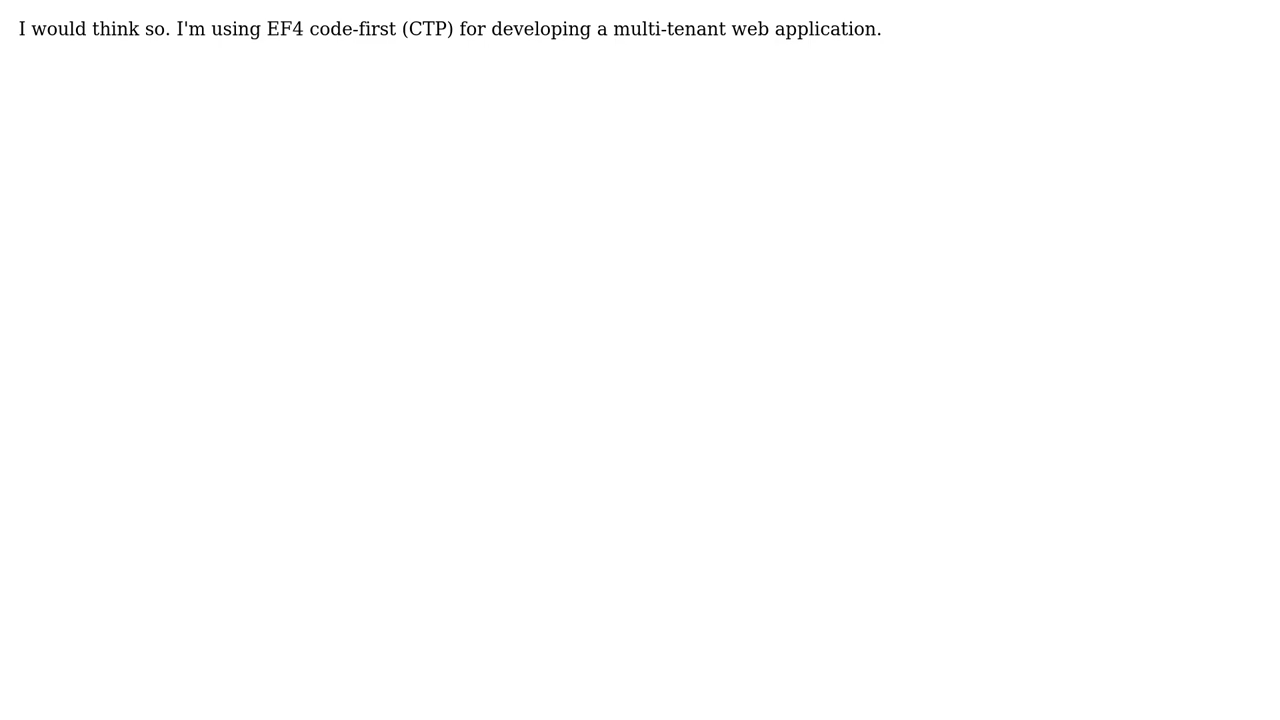 I would think so. I'm using EF4 code-first (CTP) for developing a multi-tenant web application.